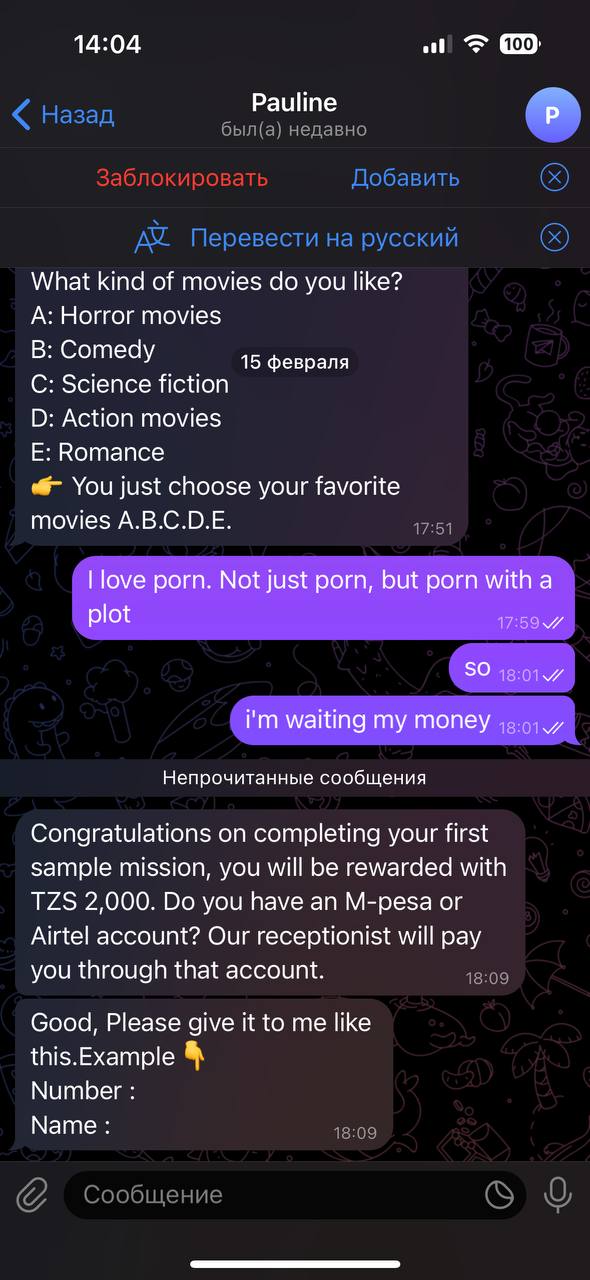 14:04
100
Назад
Pauline
был(а) недавно
P
Заблокировать
Добавить
Перевести на русский
What kind of movies do you like?
A: Horror movies
B: Comedy
15 февраля
C: Science fiction
D: Action movies
E: Romance
👉 You just choose your favorite
movies A.B.C.D.E.
17:51
I love porn. Not just porn, but porn with a
plot
17:59
so 18:01
i'm waiting my money 18:01
Непрочитанные сообщения
Congratulations on completing your first
sample mission, you will be rewarded with
TZS 2,000. Do you have an M-pesa or
Airtel account? Our receptionist will pay
you through that account.
18:09
Good, Please give it to me like
this.Example 👇
Number :
Name :
18:09
Сообщение